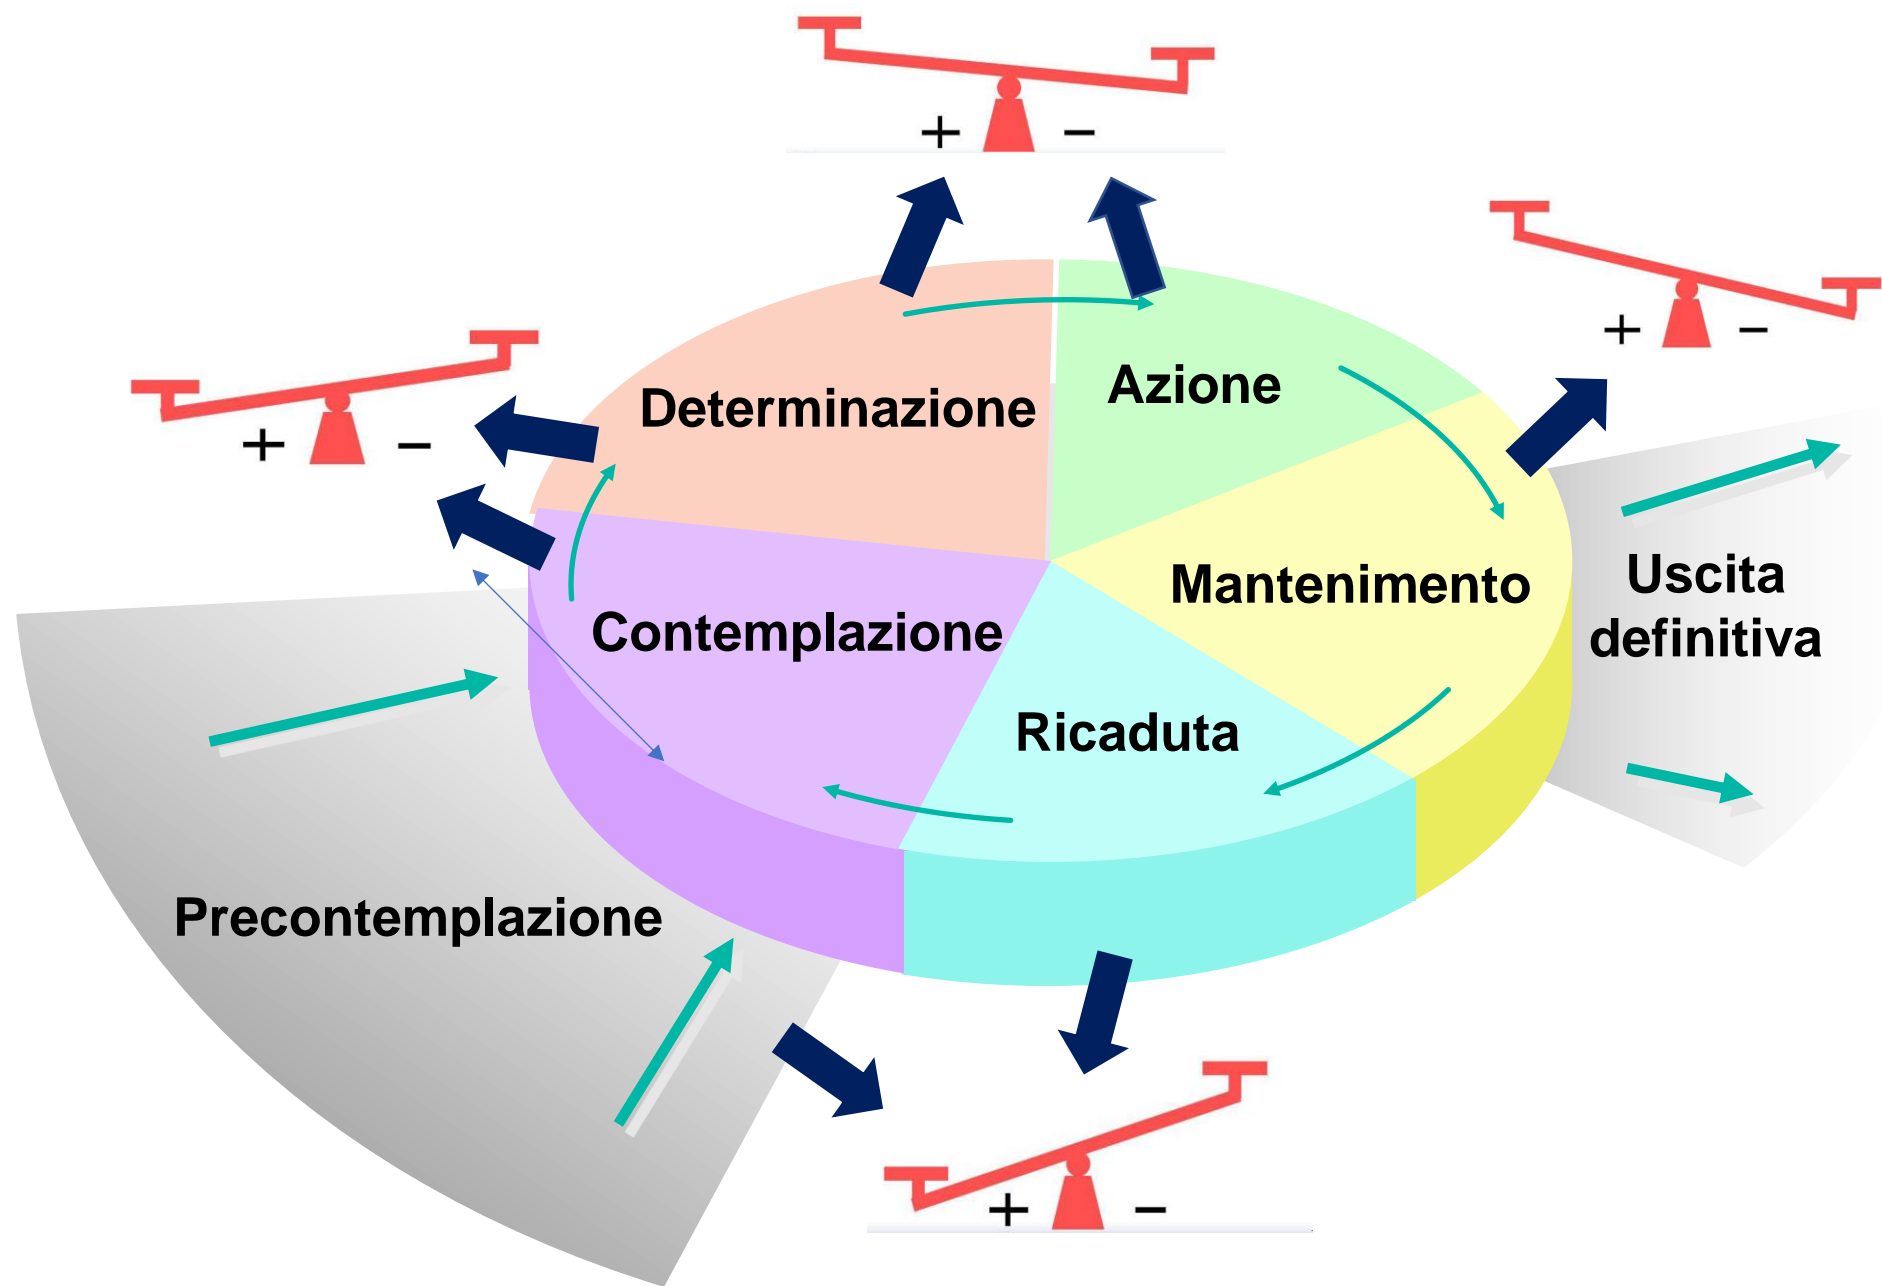 + −
+ −
+ −
Determinazione
Azione
Mantenimento
Uscita
definitiva
Contemplazione
Ricaduta
Precontemplazione
+ −